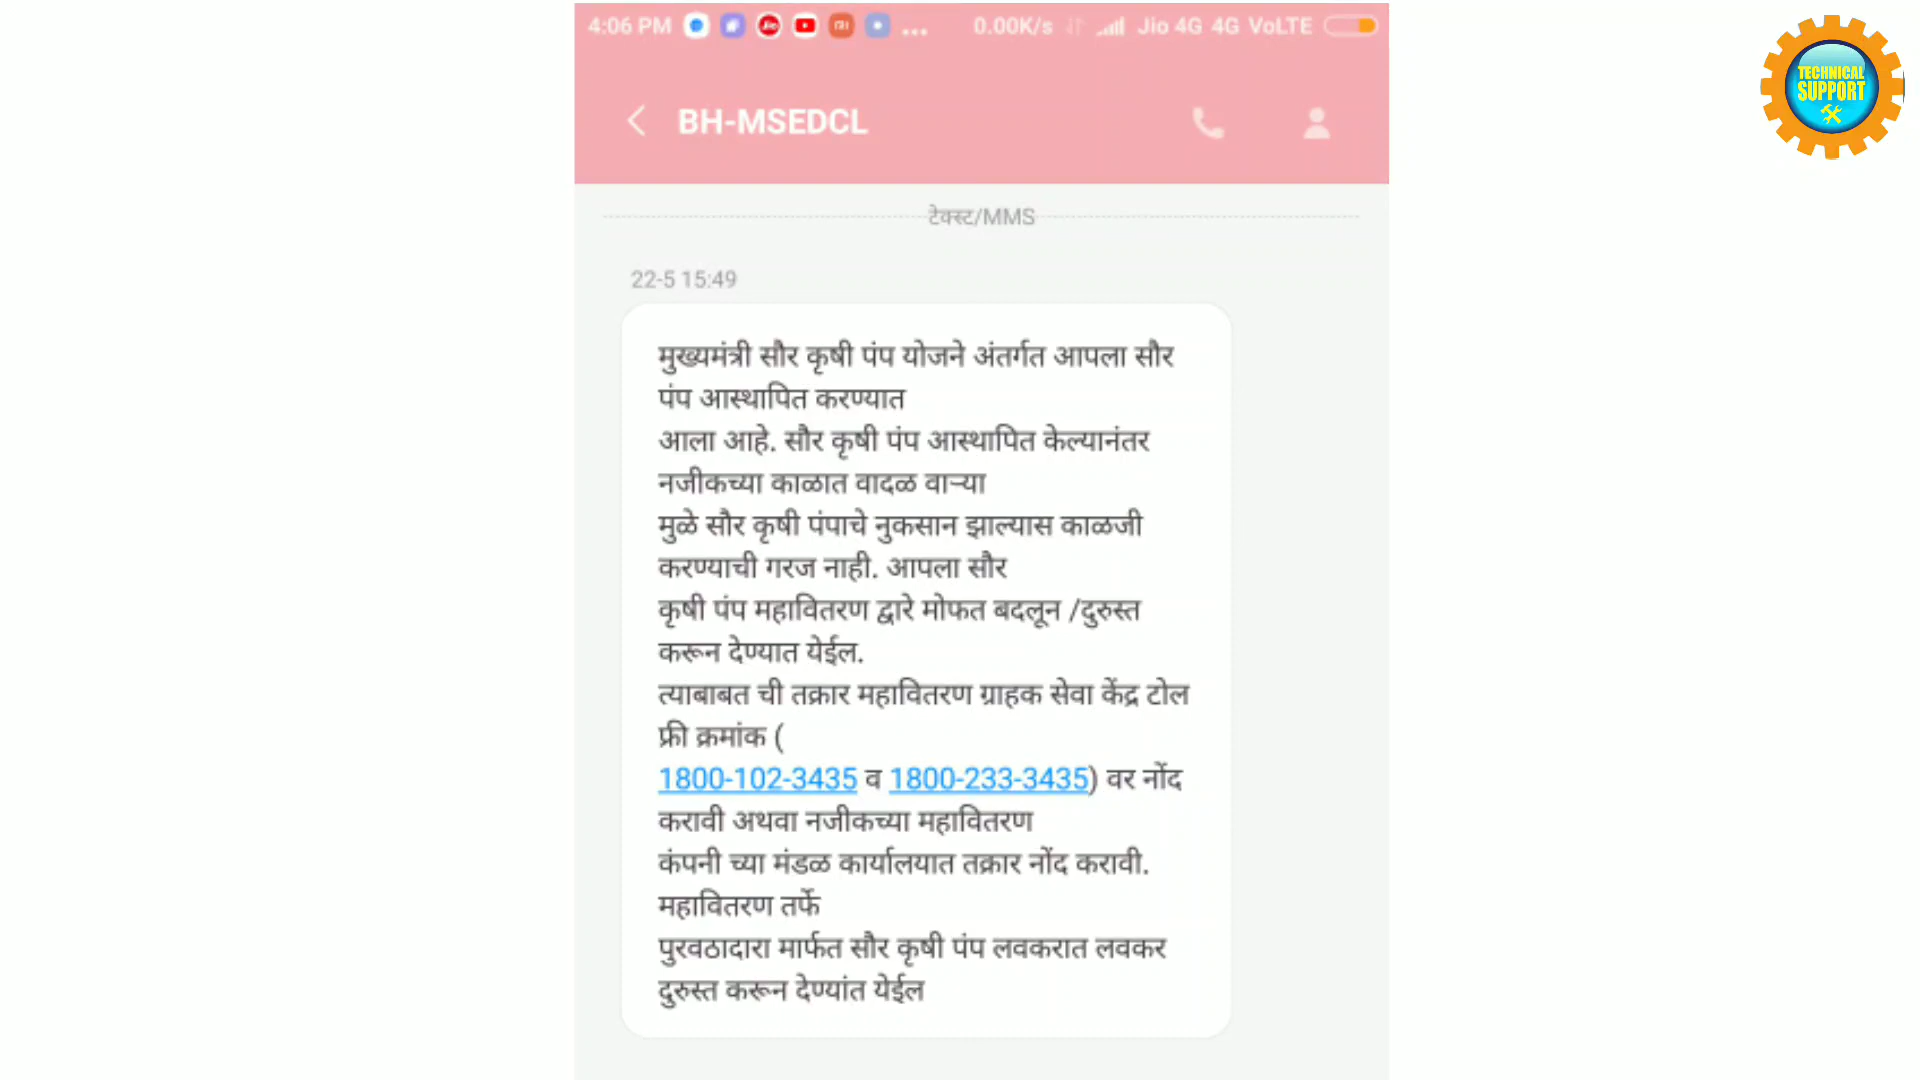 4:06 PM ... 0.00K/s Jio 4G 4G VoLTE
TECHNICAL
SUPPORT
BH-MSEDCL
टेक्स्ट/MMS
22-5 15:49
मुख्यमंत्री सौर कृषी पंप योजने अंतर्गत आपला सौर
पंप आस्थापित करण्यात
आला आहे. सौर कृषी पंप आस्थापित केल्यानंतर
नजीकच्या काळात वादळ वाऱ्या
मुळे सौर कृषी पंपाचे नुकसान झाल्यास काळजी
करण्याची गरज नाही. आपला सौर
कृषी पंप महावितरण द्वारे मोफत बदलून /दुरुस्त
करून देण्यात येईल.
त्याबाबत ची तक्रार महावितरण ग्राहक सेवा केंद्र टोल
फ्री क्रमांक (
1800-102-3435 व 1800-233-3435) वर नोंद
करावी अथवा नजीकच्या महावितरण
कंपनी च्या मंडळ कार्यालयात तक्रार नोंद करावी.
महावितरण तर्फे
पुरवठादारा मार्फत सौर कृषी पंप लवकरात लवकर
दुरुस्त करून देण्यांत येईल